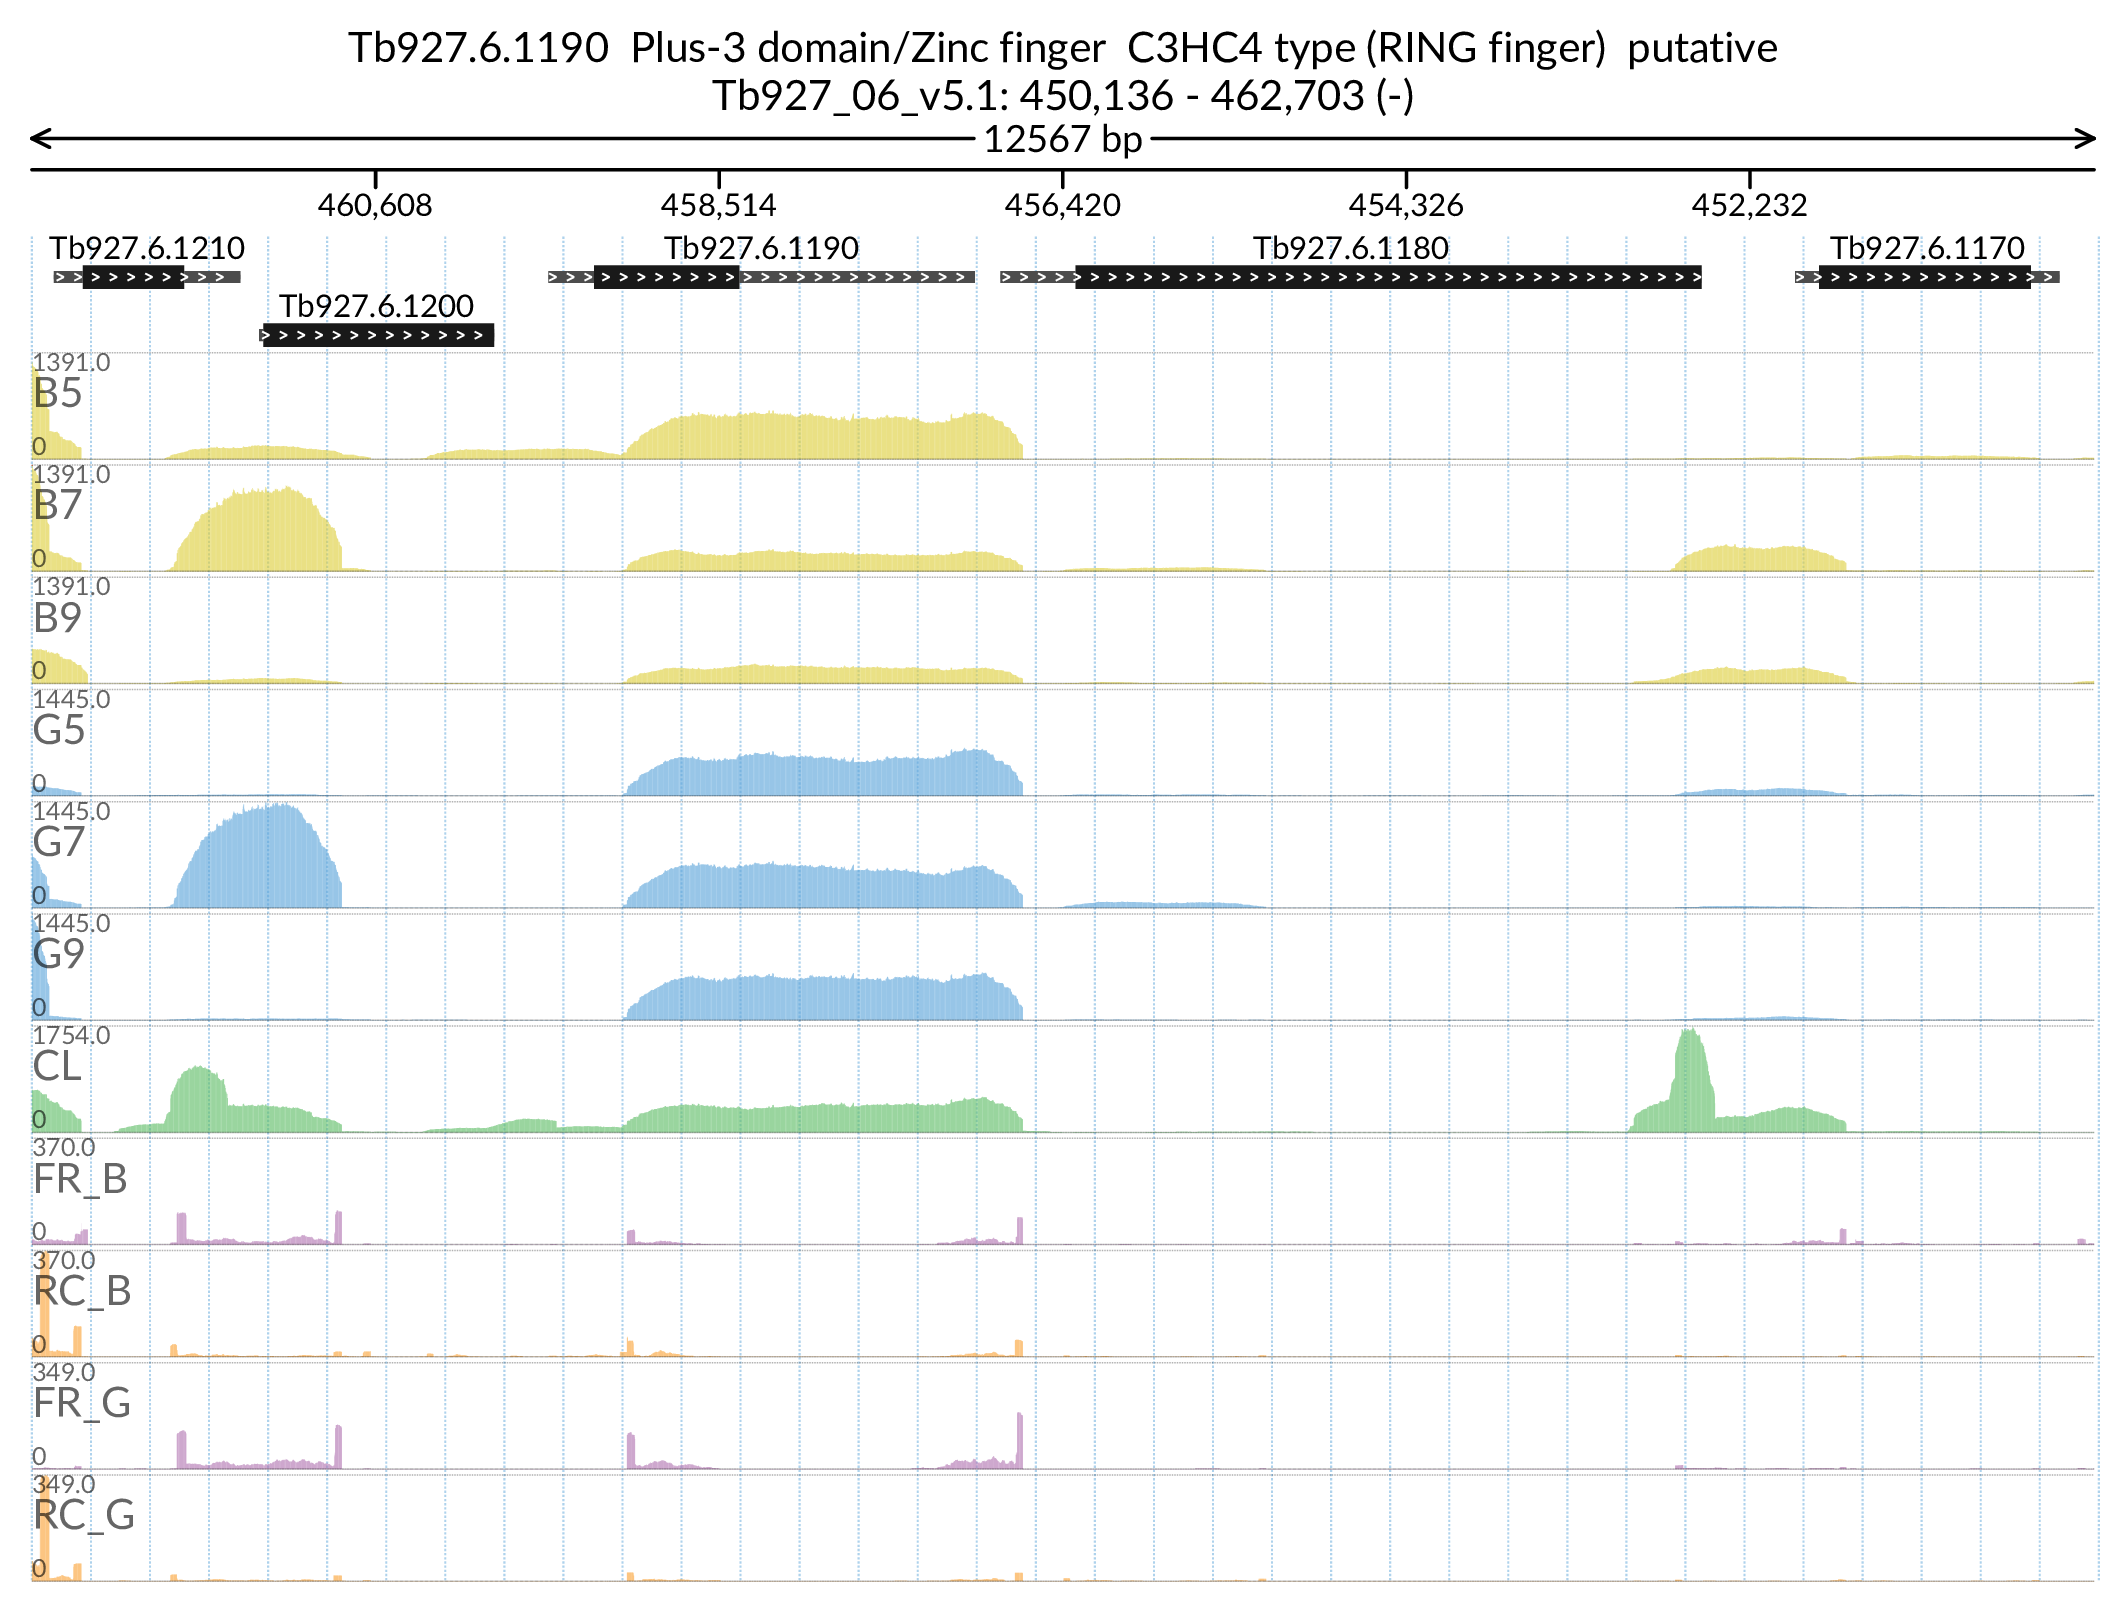 Tb927.6.1190  Plus-3 domain/Zinc finger  C3HC4 type (RING finger)  putative
Tb927_06_v5.1: 450,136 - 462,703 (-)
12567 bp
460,608 458,514 456,420 454,326 452,232
Tb927.6.1210 Tb927.6.1190 Tb927.6.1180 Tb927.6.1170
Tb927.6.1200
1391.0
B5
0
1391.0
B7
0
1391.0
B9
0
1445.0
G5
0
1445.0
G7
0
1445.0
G9
0
1754.0
CL
0
370.0
FR_B
0
370.0
RC_B
0
349.0
FR_G
0
349.0
RC_G
0